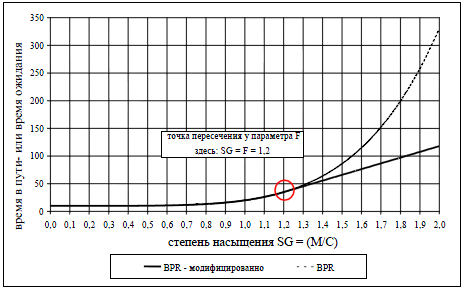 время в пути- или время ожидания
350
300
250
200
150
100
50
0
точка пересечения у параметра F
здесь: SG = F = 1,2
0,0 0,1 0,2 0,3 0,4 0,5 0,6 0,7 0,8 0,9 1,0 1,1 1,2 1,3 1,4 1,5 1,6 1,7 1,8 1,9 2,0
степень насыщения SG = (M/C)
BPR - модифицированно BPR